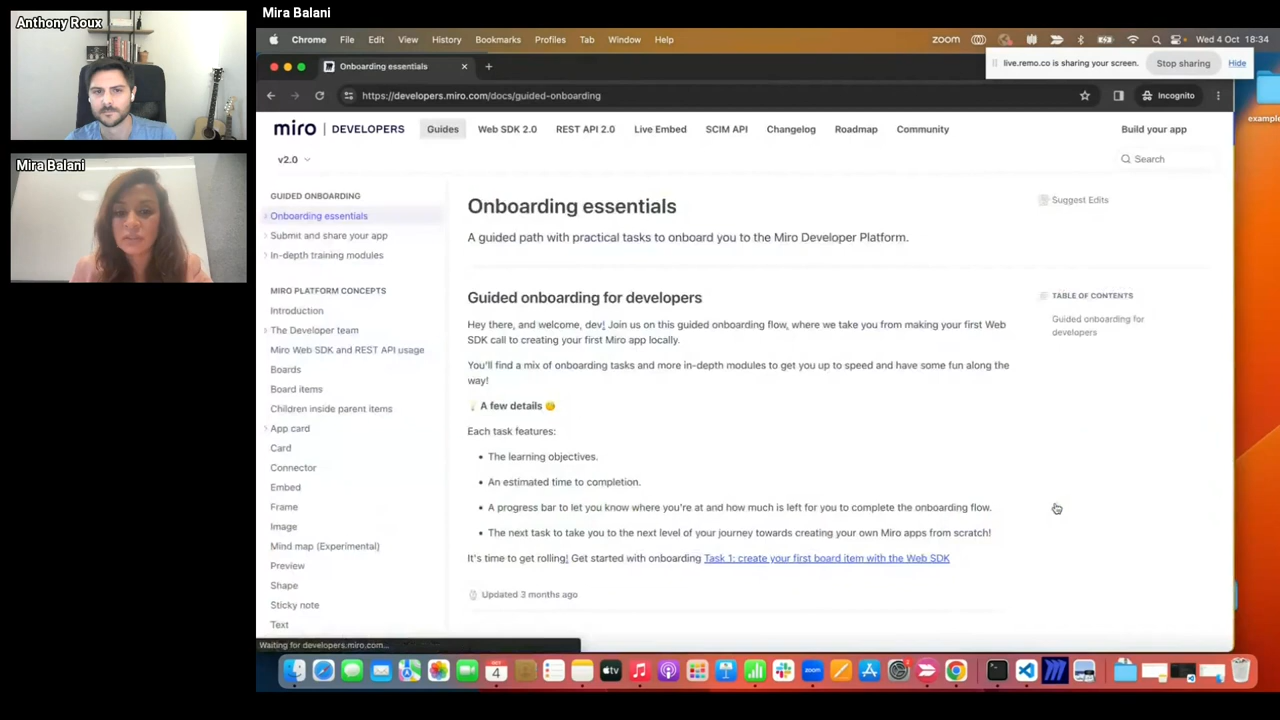 Anthony Roux
Mira Balani
Mira Balani
Chrome File Edit View History Bookmarks Profiles Tab Window Help
zoom Wed 4 Oct 18:34
live.remo.co is sharing your screen. Stop sharing Hide
Onboarding essentials
https://developers.miro.com/docs/guided-onboarding
Incognito
miro | DEVELOPERS Guides Web SDK 2.0 REST API 2.0 Live Embed SCIM API Changelog Roadmap Community Build your app
v2.0
Search
GUIDED ONBOARDING
Onboarding essentials
Submit and share your app
In-depth training modules
MIRO PLATFORM CONCEPTS
Introduction
The Developer team
Miro Web SDK and REST API usage
Boards
Board items
Children inside parent items
App card
Card
Connector
Embed
Frame
Image
Mind map (Experimental)
Preview
Shape
Sticky note
Text
Onboarding essentials
A guided path with practical tasks to onboard you to the Miro Developer Platform.
Guided onboarding for developers
Hey there, and welcome, dev! Join us on this guided onboarding flow, where we take you from making your first Web
SDK call to creating your first Miro app locally.
You'll find a mix of onboarding tasks and more in-depth modules to get you up to speed and have some fun along the
way!
💡 A few details 🧐
Each task features:
• The learning objectives.
• An estimated time to completion.
• A progress bar to let you know where you're at and how much is left for you to complete the onboarding flow.
• The next task to take you to the next level of your journey towards creating your own Miro apps from scratch!
It's time to get rolling! Get started with onboarding Task 1: create your first board item with the Web SDK
Updated 3 months ago
Suggest Edits
TABLE OF CONTENTS
Guided onboarding for
developers
Waiting for developers.miro.com...
example
OCT
4
tv
zoom